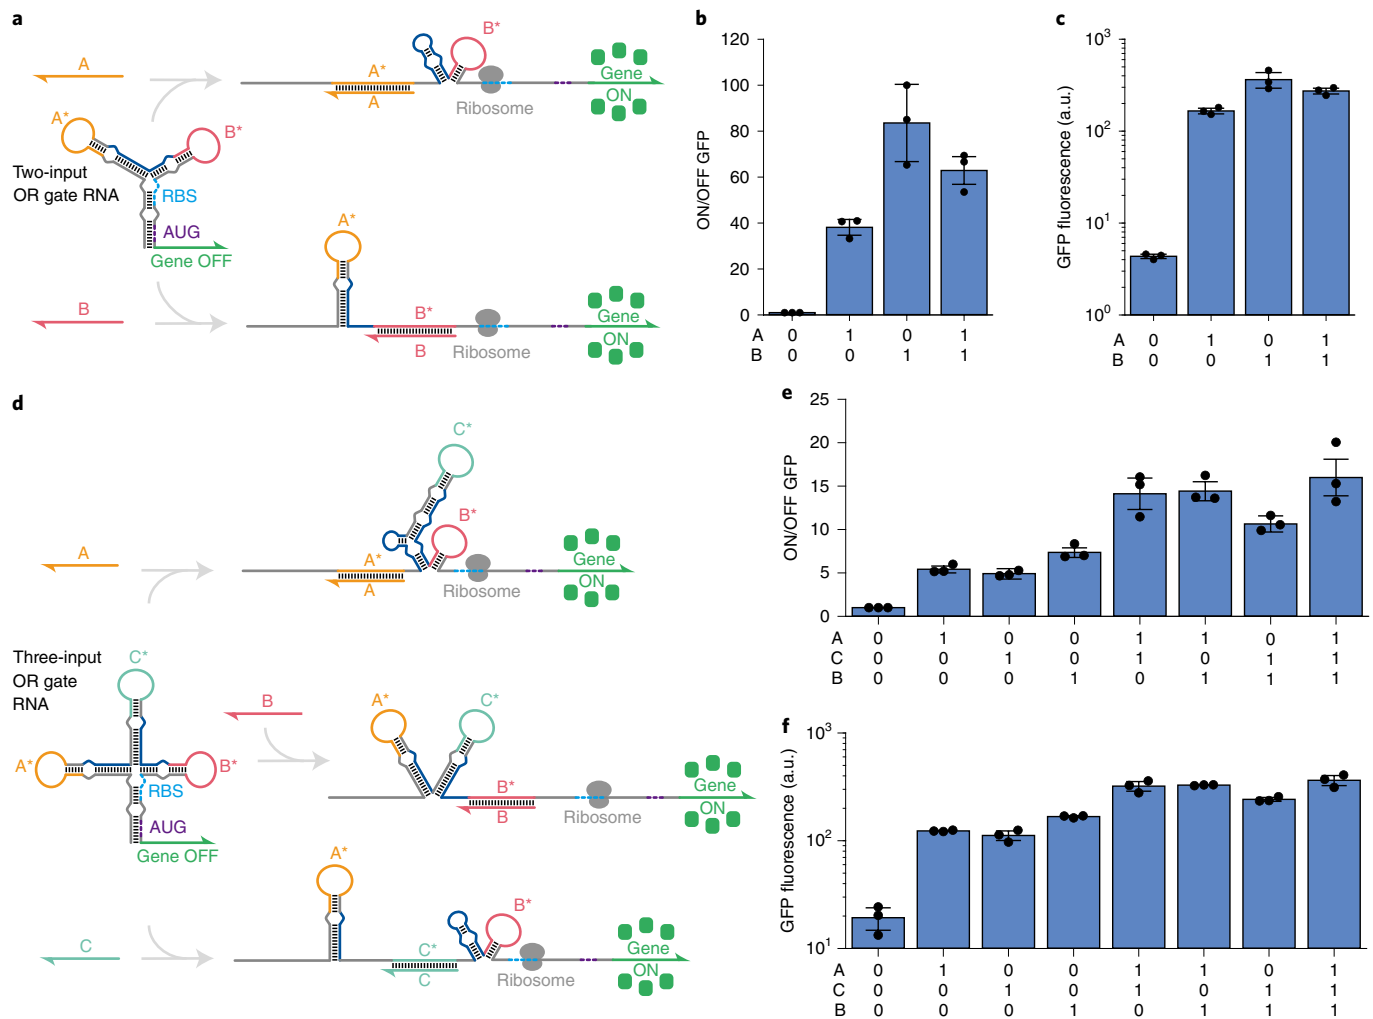 a
A
A*
B*
Two-input
OR gate RNA
RBS
AUG
Gene OFF
B
A*
A
B*
Ribosome
Gene
ON
A*
B*
B
Ribosome
Gene
ON
b
ON/OFF GFP
120
100
80
60
40
20
0
A 0 1 0 1
B 0 0 1 1
c
GFP fluorescence (a.u.)
10³
10²
10¹
10⁰
A 0 1 0 1
B 0 0 1 1
d
A
C*
B*
A*
A
Ribosome
Gene
ON
Three-input
OR gate
RNA
C*
A*
B*
RBS
AUG
Gene OFF
B
A*
C*
B*
B
Ribosome
Gene
ON
C
A*
C*
C
B*
Ribosome
Gene
ON
e
ON/OFF GFP
25
20
15
10
5
0
A 0 1 0 0 1 1 0 1
C 0 0 1 0 1 0 1 1
B 0 0 0 1 0 1 1 1
f
GFP fluorescence (a.u.)
10³
10²
10¹
A 0 1 0 0 1 1 0 1
C 0 0 1 0 1 0 1 1
B 0 0 0 1 0 1 1 1